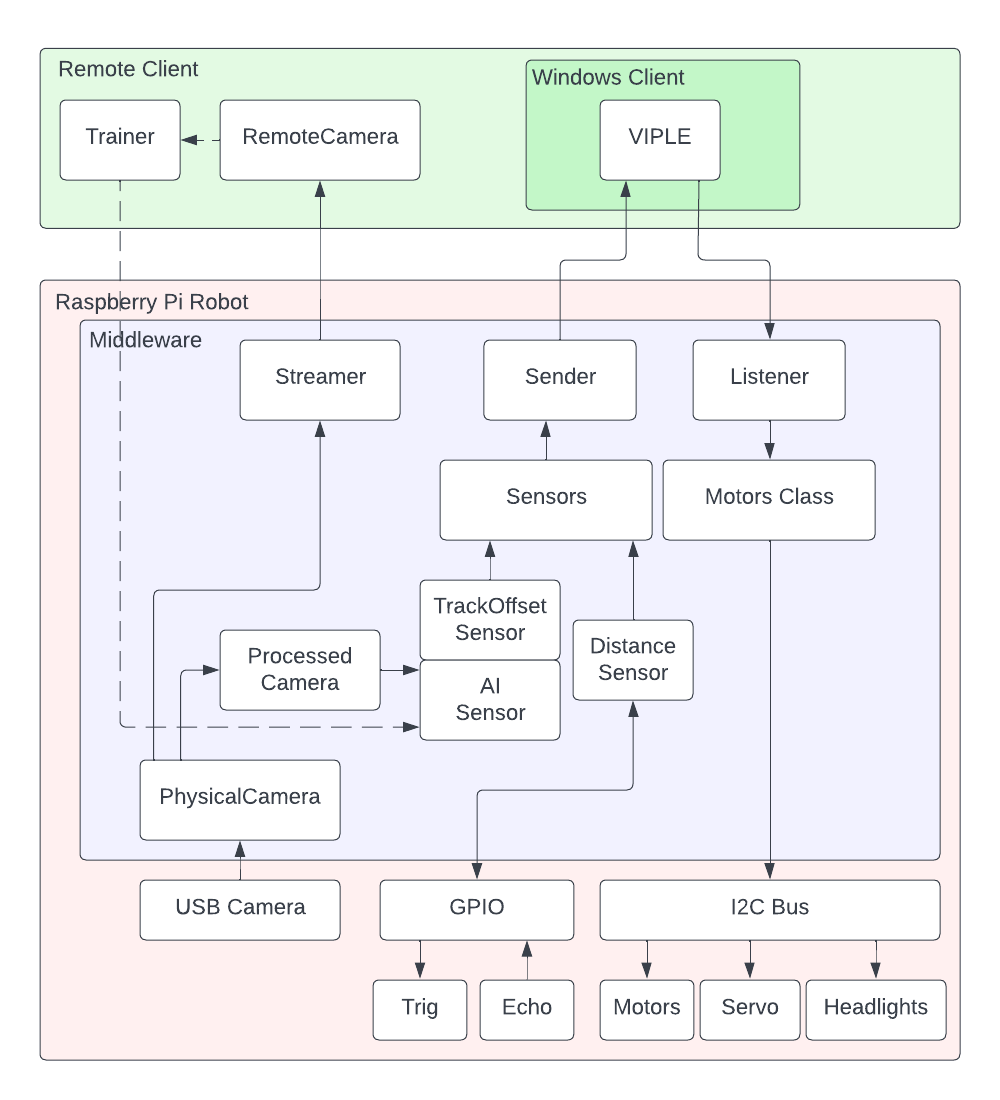 Remote Client
Windows Client
Trainer
RemoteCamera
VIPLE
Raspberry Pi Robot
Middleware
Streamer
Sender
Listener
Sensors
Motors Class
TrackOffset
Sensor
Processed
Camera
Distance
Sensor
AI
Sensor
PhysicalCamera
USB Camera
GPIO
I2C Bus
Trig
Echo
Motors
Servo
Headlights